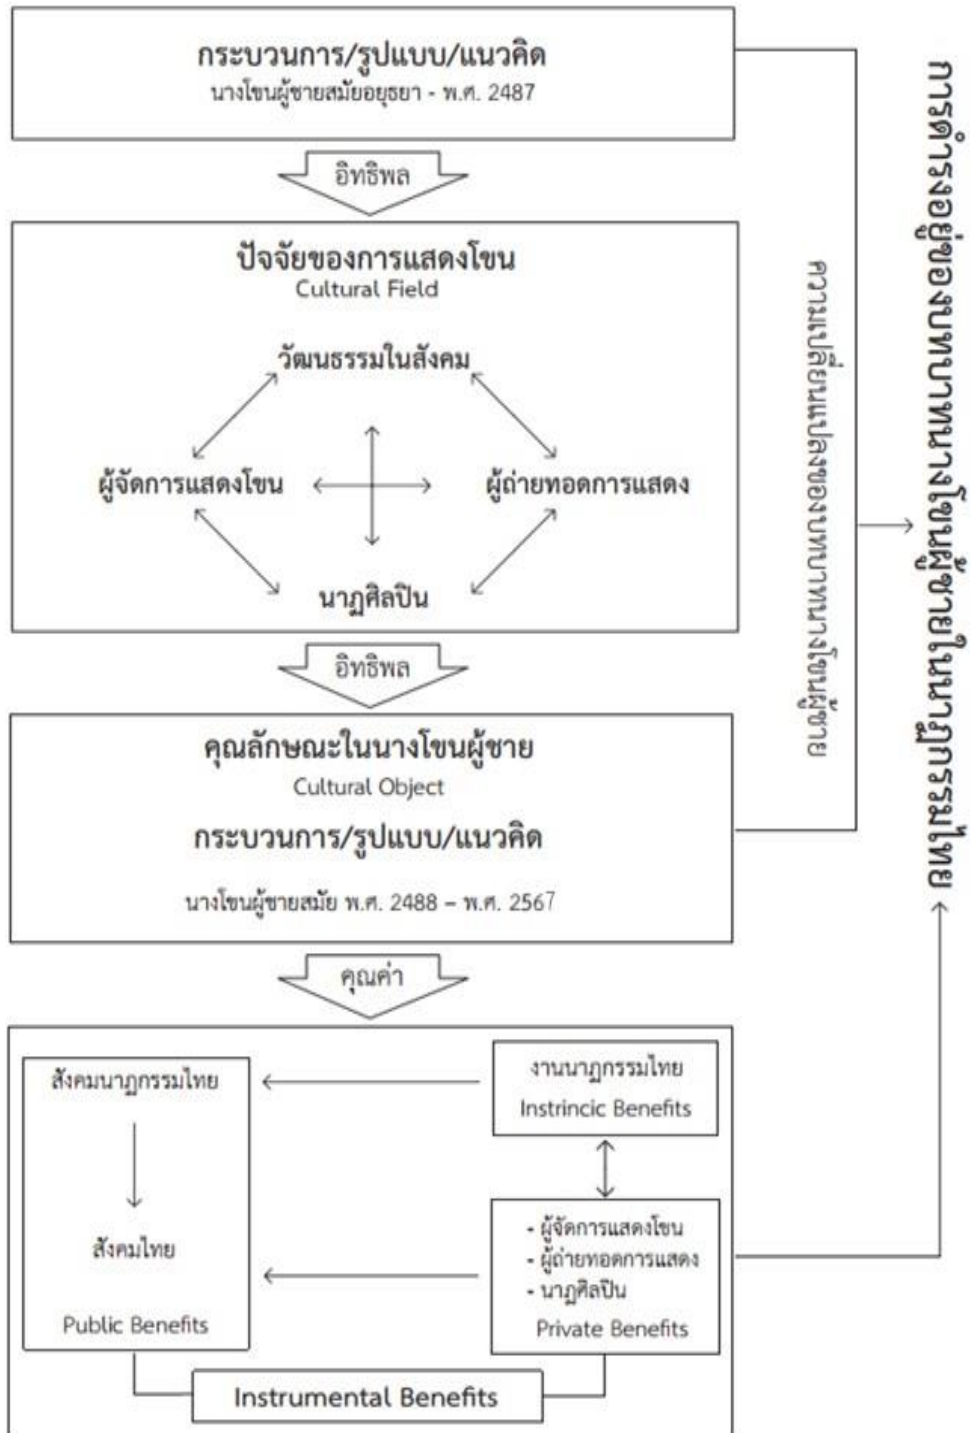 กระบวนการ/รูปแบบ/แนวคิด
นางโขนผู้ชายสมัยอยุธยา - พ.ศ. 2487
อิทธิพล
ปัจจัยของการแสดงโขน
Cultural Field
วัฒนธรรมในสังคม
ผู้จัดการแสดงโขน
ผู้ถ่ายทอดการแสดง
นาฏศิลปิน
อิทธิพล
คุณลักษณะในนางโขนผู้ชาย
Cultural Object
กระบวนการ/รูปแบบ/แนวคิด
นางโขนผู้ชายสมัย พ.ศ. 2488 – พ.ศ. 2567
คุณค่า
สังคมนาฏกรรมไทย
สังคมไทย
Public Benefits
งานนาฏกรรมไทย
Instrincic Benefits
- ผู้จัดการแสดงโขน
- ผู้ถ่ายทอดการแสดง
- นาฏศิลปิน
Private Benefits
Instrumental Benefits
ความเปลี่ยนแปลงของบทบาทนางโขนผู้ชาย
การดำรงอยู่ของบทบาทนางโขนผู้ชายในนาฏกรรมไทย